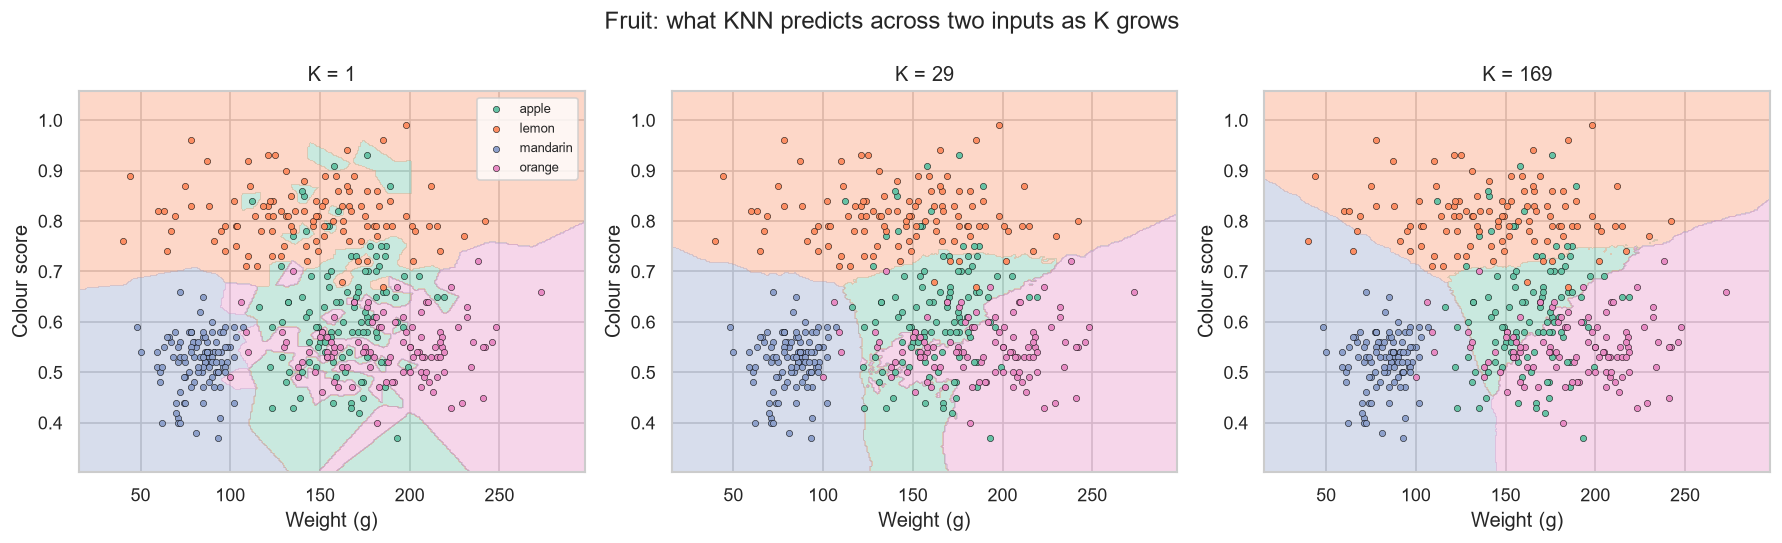 Fruit: what KNN predicts across two inputs as K grows
K = 1
Colour score
1.0
0.9
0.8
0.7
0.6
0.5
0.4
50 100 150 200 250
Weight (g)
apple
lemon
mandarin
orange
K = 29
Colour score
1.0
0.9
0.8
0.7
0.6
0.5
0.4
50 100 150 200 250
Weight (g)
K = 169
Colour score
1.0
0.9
0.8
0.7
0.6
0.5
0.4
50 100 150 200 250
Weight (g)